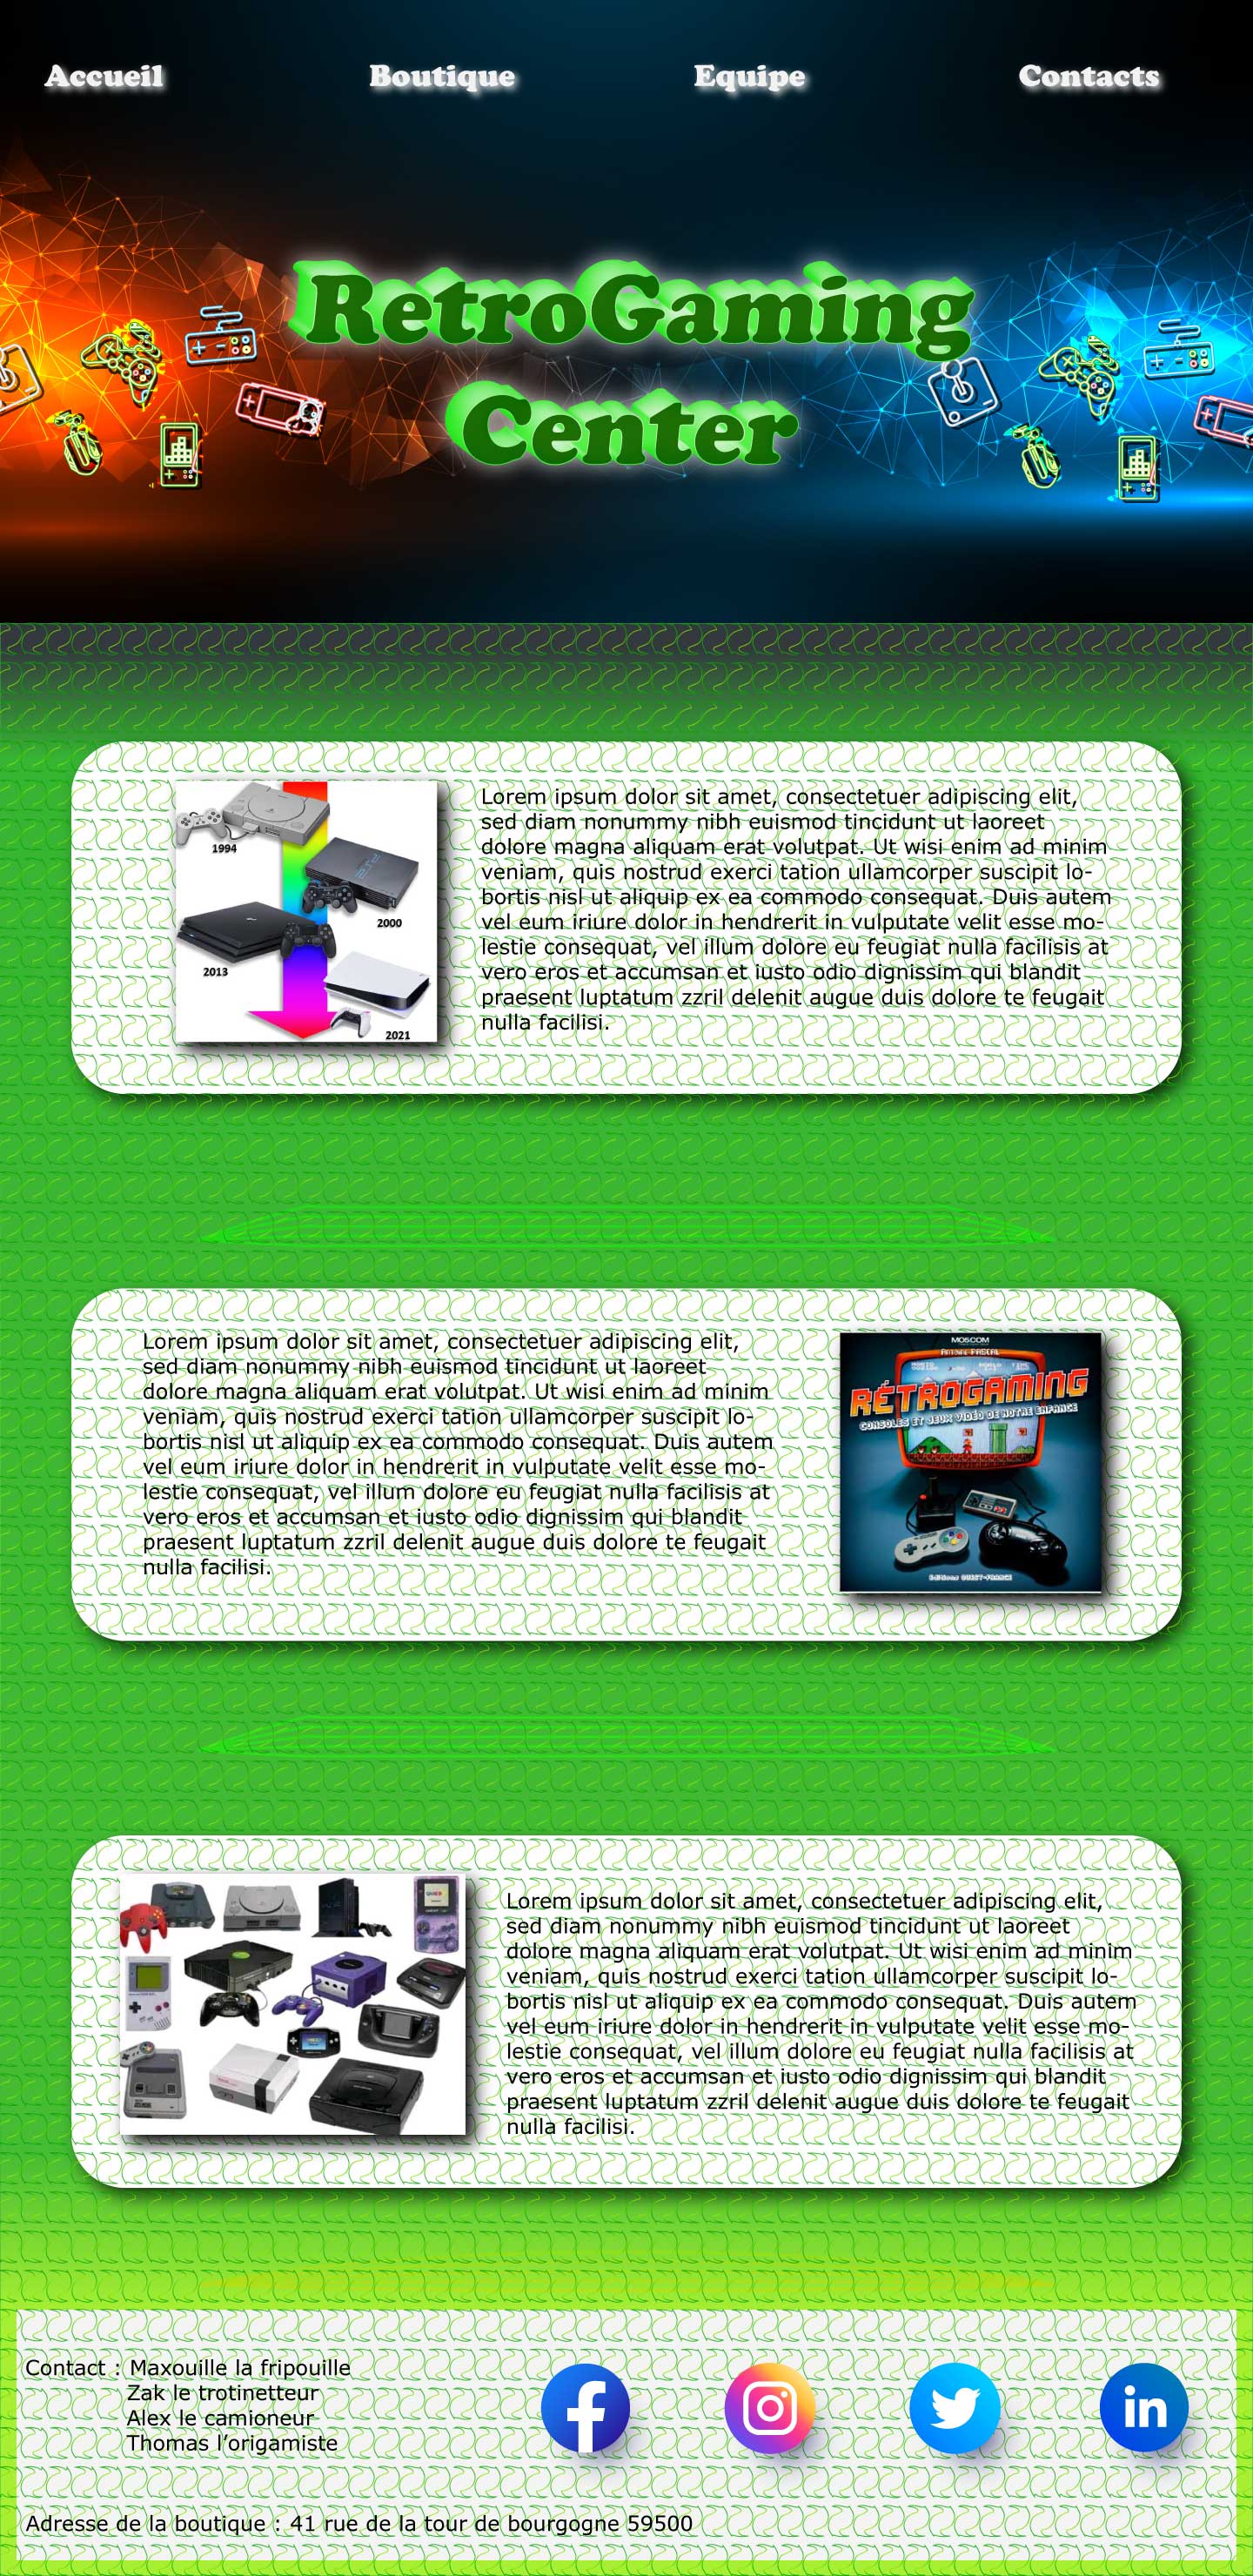 Accueil Boutique Equipe Contacts
RetroGaming
Center
1994
2000
2013
2021
Lorem ipsum dolor sit amet, consectetuer adipiscing elit,
sed diam nonummy nibh euismod tincidunt ut laoreet
dolore magna aliquam erat volutpat. Ut wisi enim ad minim
veniam, quis nostrud exerci tation ullamcorper suscipit lo-
bortis nisl ut aliquip ex ea commodo consequat. Duis autem
vel eum iriure dolor in hendrerit in vulputate velit esse mo-
lestie consequat, vel illum dolore eu feugiat nulla facilisis at
vero eros et accumsan et iusto odio dignissim qui blandit
praesent luptatum zzril delenit augue duis dolore te feugait
nulla facilisi.
Lorem ipsum dolor sit amet, consectetuer adipiscing elit,
sed diam nonummy nibh euismod tincidunt ut laoreet
dolore magna aliquam erat volutpat. Ut wisi enim ad minim
veniam, quis nostrud exerci tation ullamcorper suscipit lo-
bortis nisl ut aliquip ex ea commodo consequat. Duis autem
vel eum iriure dolor in hendrerit in vulputate velit esse mo-
lestie consequat, vel illum dolore eu feugiat nulla facilisis at
vero eros et accumsan et iusto odio dignissim qui blandit
praesent luptatum zzril delenit augue duis dolore te feugait
nulla facilisi.
MO5.COM
ANTOINE PASCAL
RÉTROGAMING
CONSOLES ET JEUX VIDÉO DE NOTRE ENFANCE
Editions OUEST-FRANCE
Lorem ipsum dolor sit amet, consectetuer adipiscing elit,
sed diam nonummy nibh euismod tincidunt ut laoreet
dolore magna aliquam erat volutpat. Ut wisi enim ad minim
veniam, quis nostrud exerci tation ullamcorper suscipit lo-
bortis nisl ut aliquip ex ea commodo consequat. Duis autem
vel eum iriure dolor in hendrerit in vulputate velit esse mo-
lestie consequat, vel illum dolore eu feugiat nulla facilisis at
vero eros et accumsan et iusto odio dignissim qui blandit
praesent luptatum zzril delenit augue duis dolore te feugait
nulla facilisi.
Contact : Maxouille la fripouille
Zak le trotinetteur
Alex le camioneur
Thomas l’origamiste
f
in
Adresse de la boutique : 41 rue de la tour de bourgogne 59500